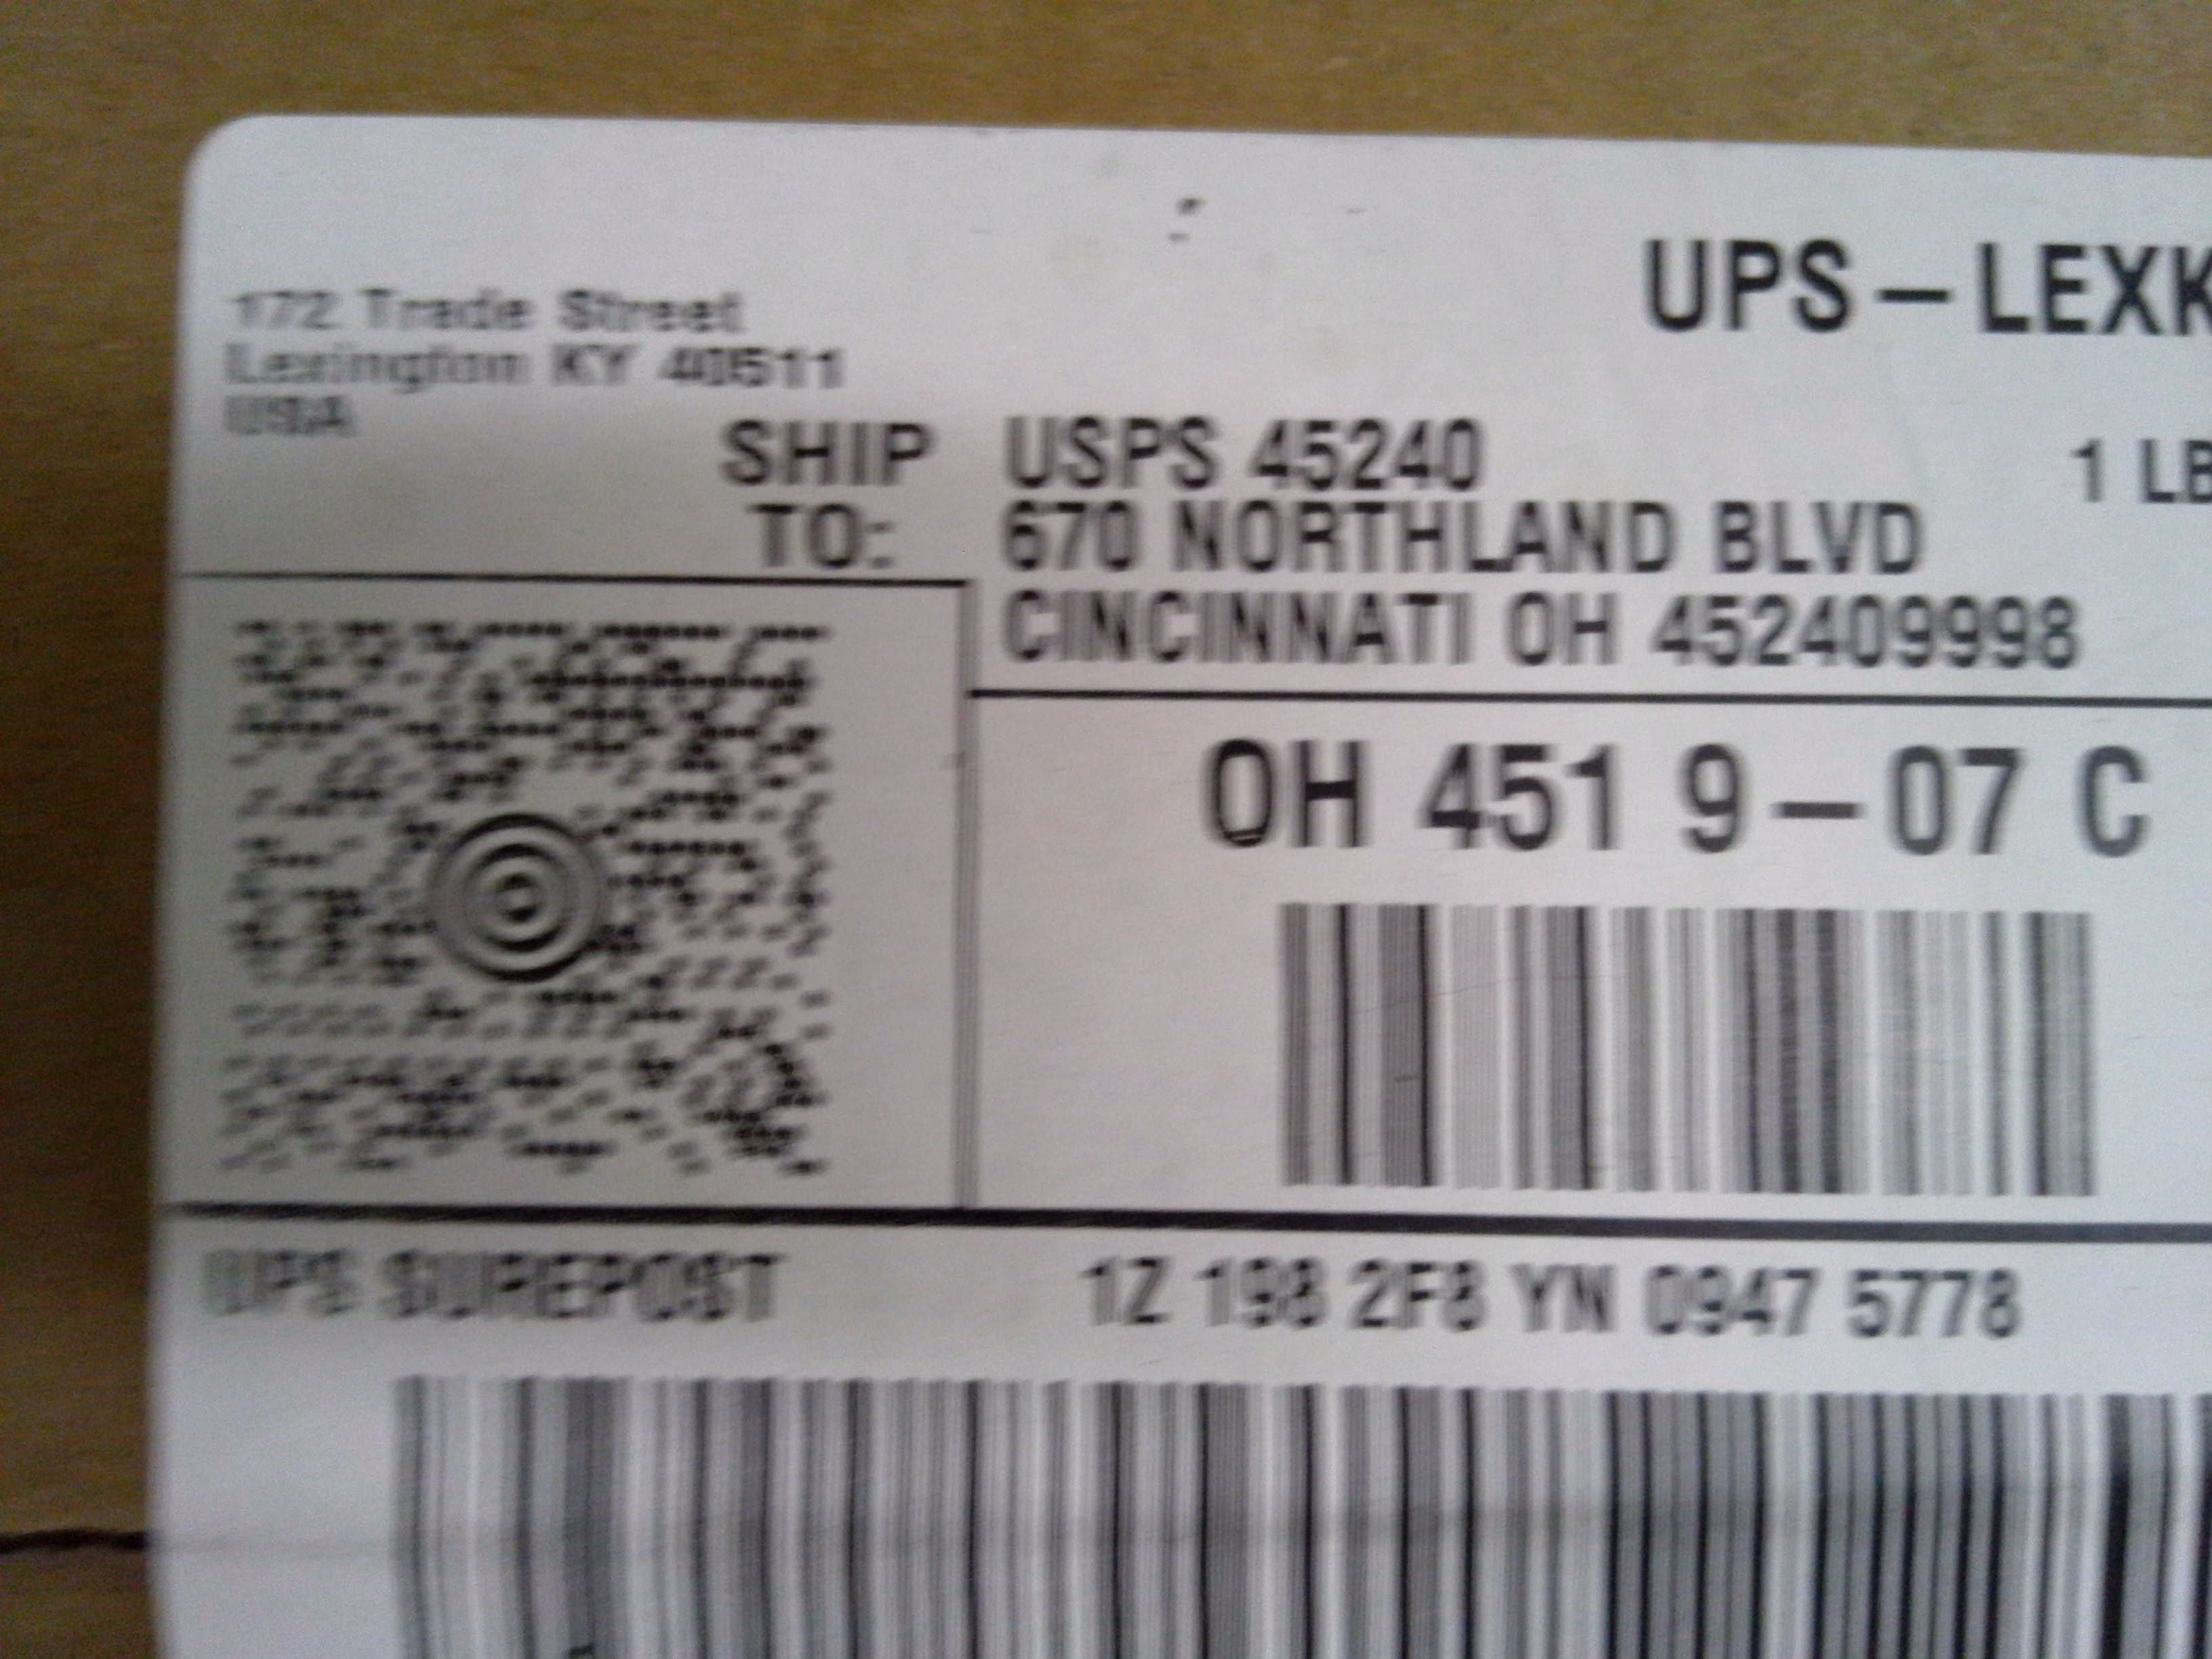 UPS – LEXK
172 Trade Street
Lexington KY 40511
USA
1 LB
SHIP TO:
USPS 45240
670 NORTHLAND BLVD
CINCINNATI OH 452409998
OH 451 9 – 07 C
UPS SUREPOST
1Z 198 2F8 YN 0947 5778